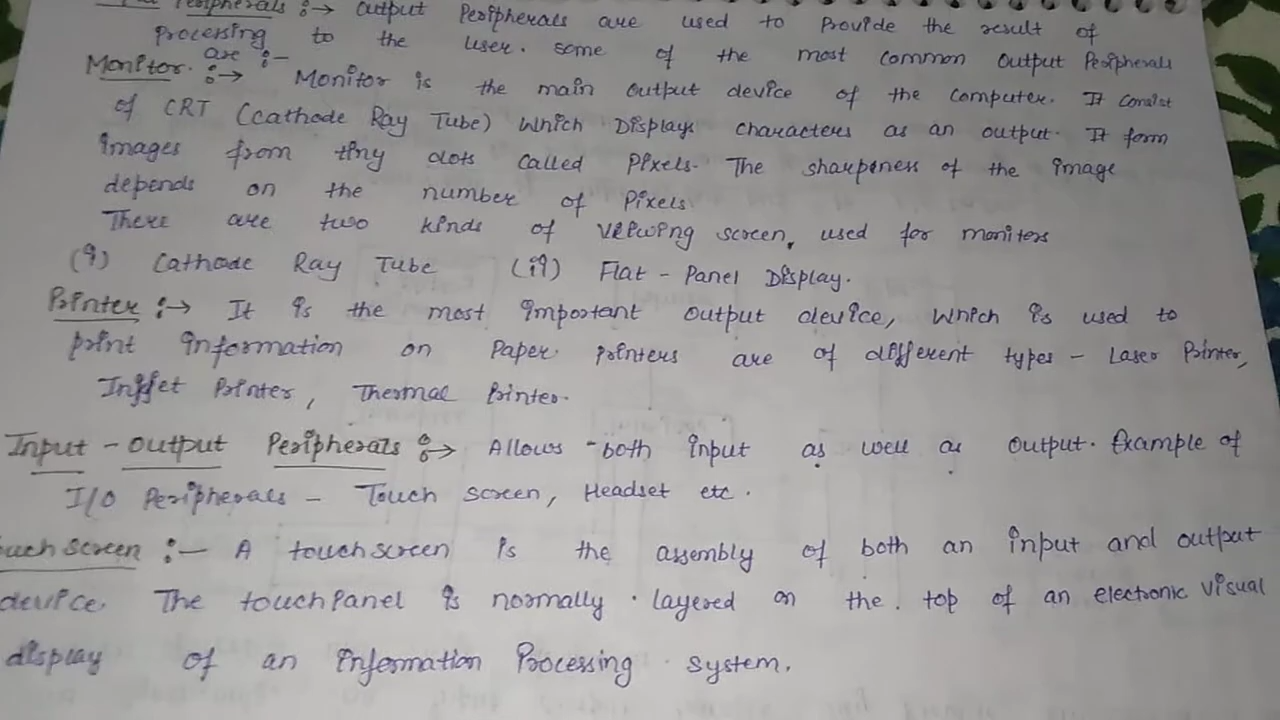 Peripherals :→ Output Peripherals are used to Provide the result of
Processing to the User. Some of the most common Output Peripherals
are :-
Monitor. :→ Monitor is the main output device of the Computer. It Consist
of CRT (Cathode Ray Tube) Which Displays characters as an output. It form
images from tiny dots Called Pixels. The sharpeness of the image
depends on the number of Pixels
There are two kinds of Viewing screen, used for moniters
(i) Cathode Ray Tube (ii) Flat - Panel Display.
Printer :→ It is the most important Output device, Which is used to
print information on Paper. printers are of different types - Laser Printer,
Inkjet Printer, Thermal Printer.
Input - Output Peripherals :→ Allows both input as well as Output. Example of
I/O Peripherals - Touch Screen, Headset etc.
ouch Screen :- A touch screen is the assembly of both an input and output
device. The touch Panel is normally layered on the top of an electronic visual
display of an information Processing system.